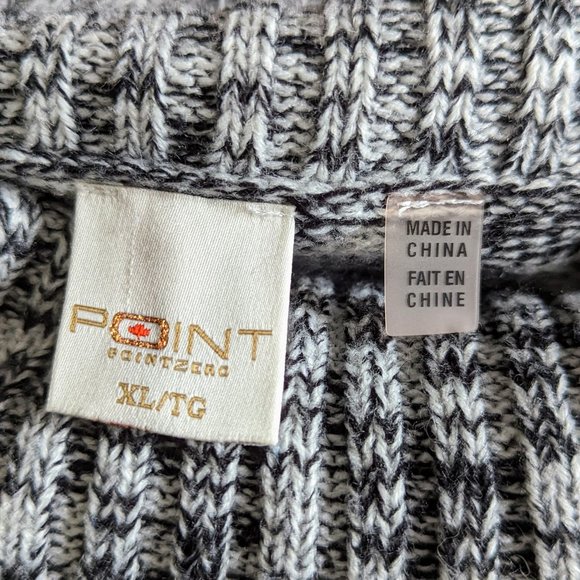 POINT
POINTZERO
XL/TG
MADE IN
CHINA
FAIT EN
CHINE